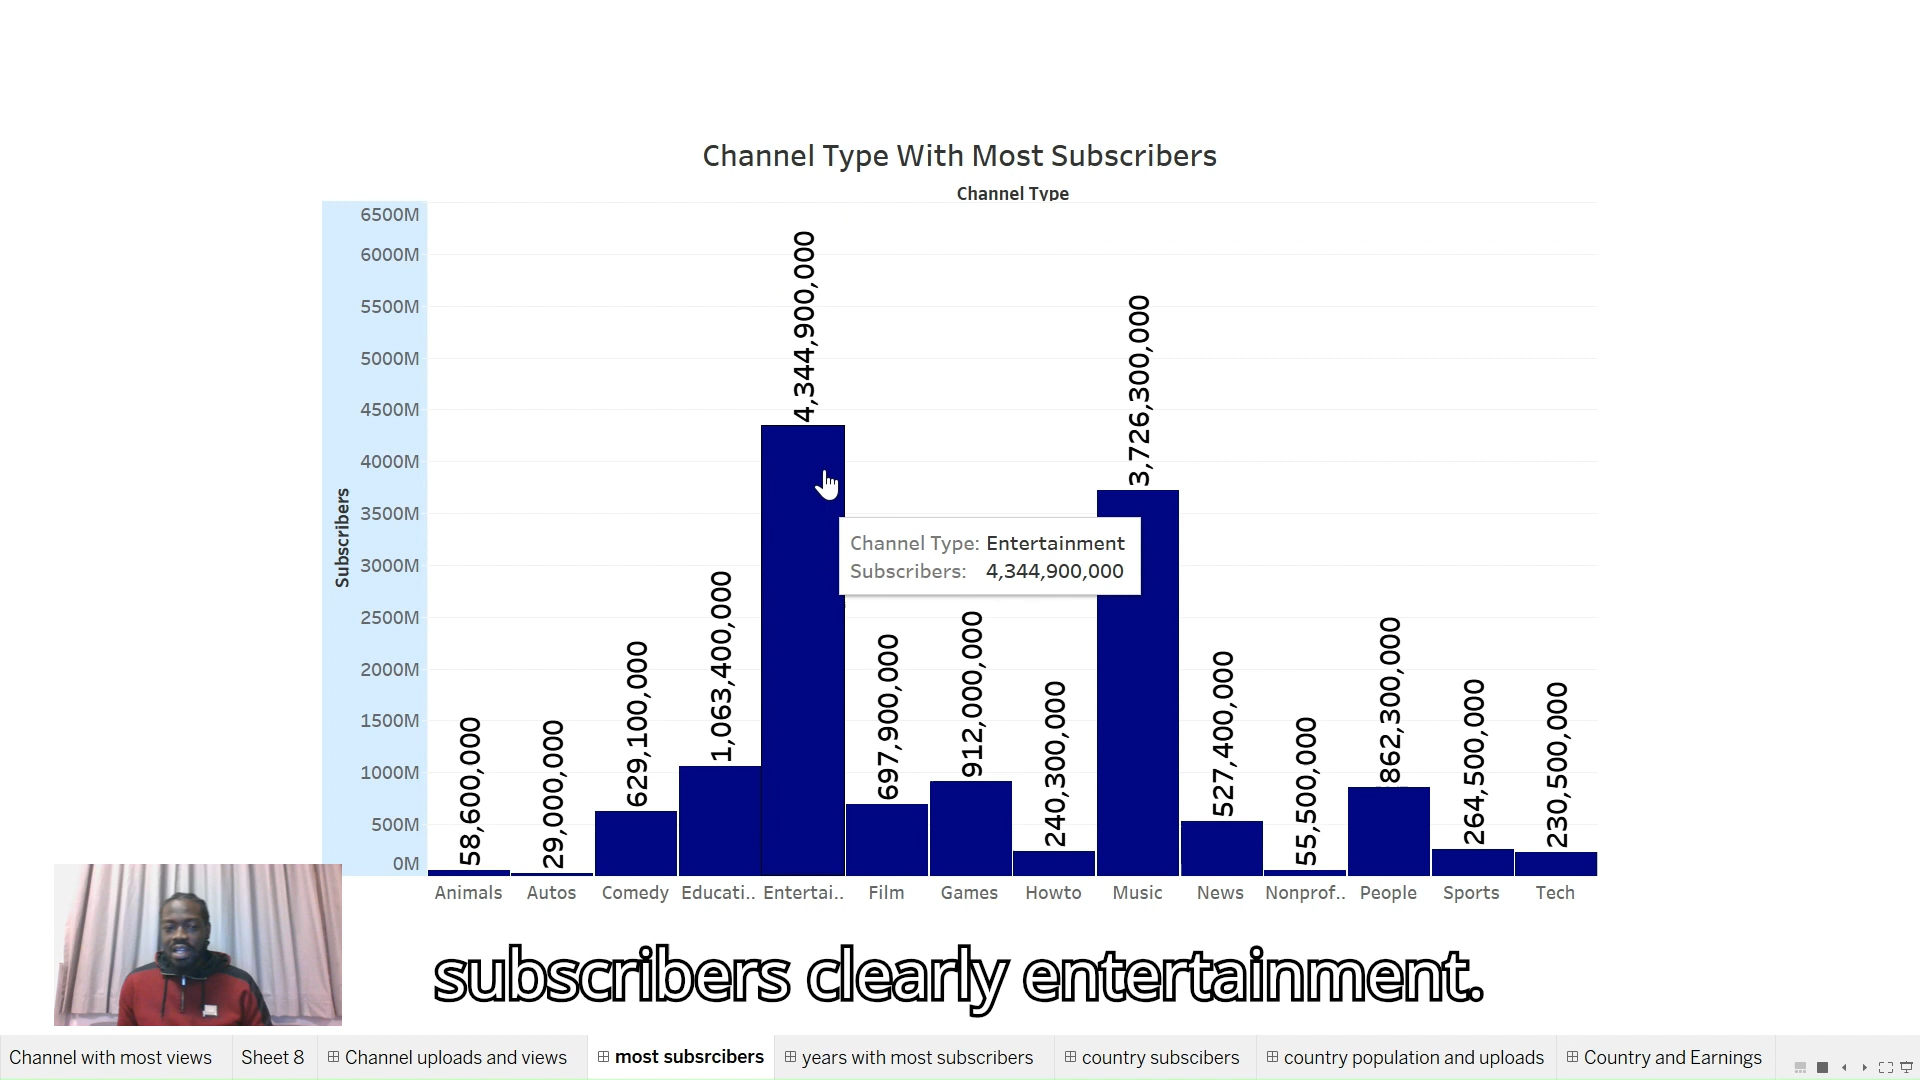 Channel Type With Most Subscribers
Channel Type
6500M
6000M
5500M
5000M
4500M
4000M
3500M
3000M
2500M
2000M
1500M
1000M
500M
0M
Subscribers
58,600,000
29,000,000
629,100,000
1,063,400,000
4,344,900,000
697,900,000
912,000,000
240,300,000
3,726,300,000
527,400,000
55,500,000
862,300,000
264,500,000
230,500,000
Channel Type: Entertainment
Subscribers: 4,344,900,000
Animals Autos Comedy Educati.. Entertai.. Film Games Howto Music News Nonprof.. People Sports Tech
subscribers clearly entertainment.
Channel with most views Sheet 8 Channel uploads and views most subsrcibers years with most subscribers country subscibers country population and uploads Country and Earnings